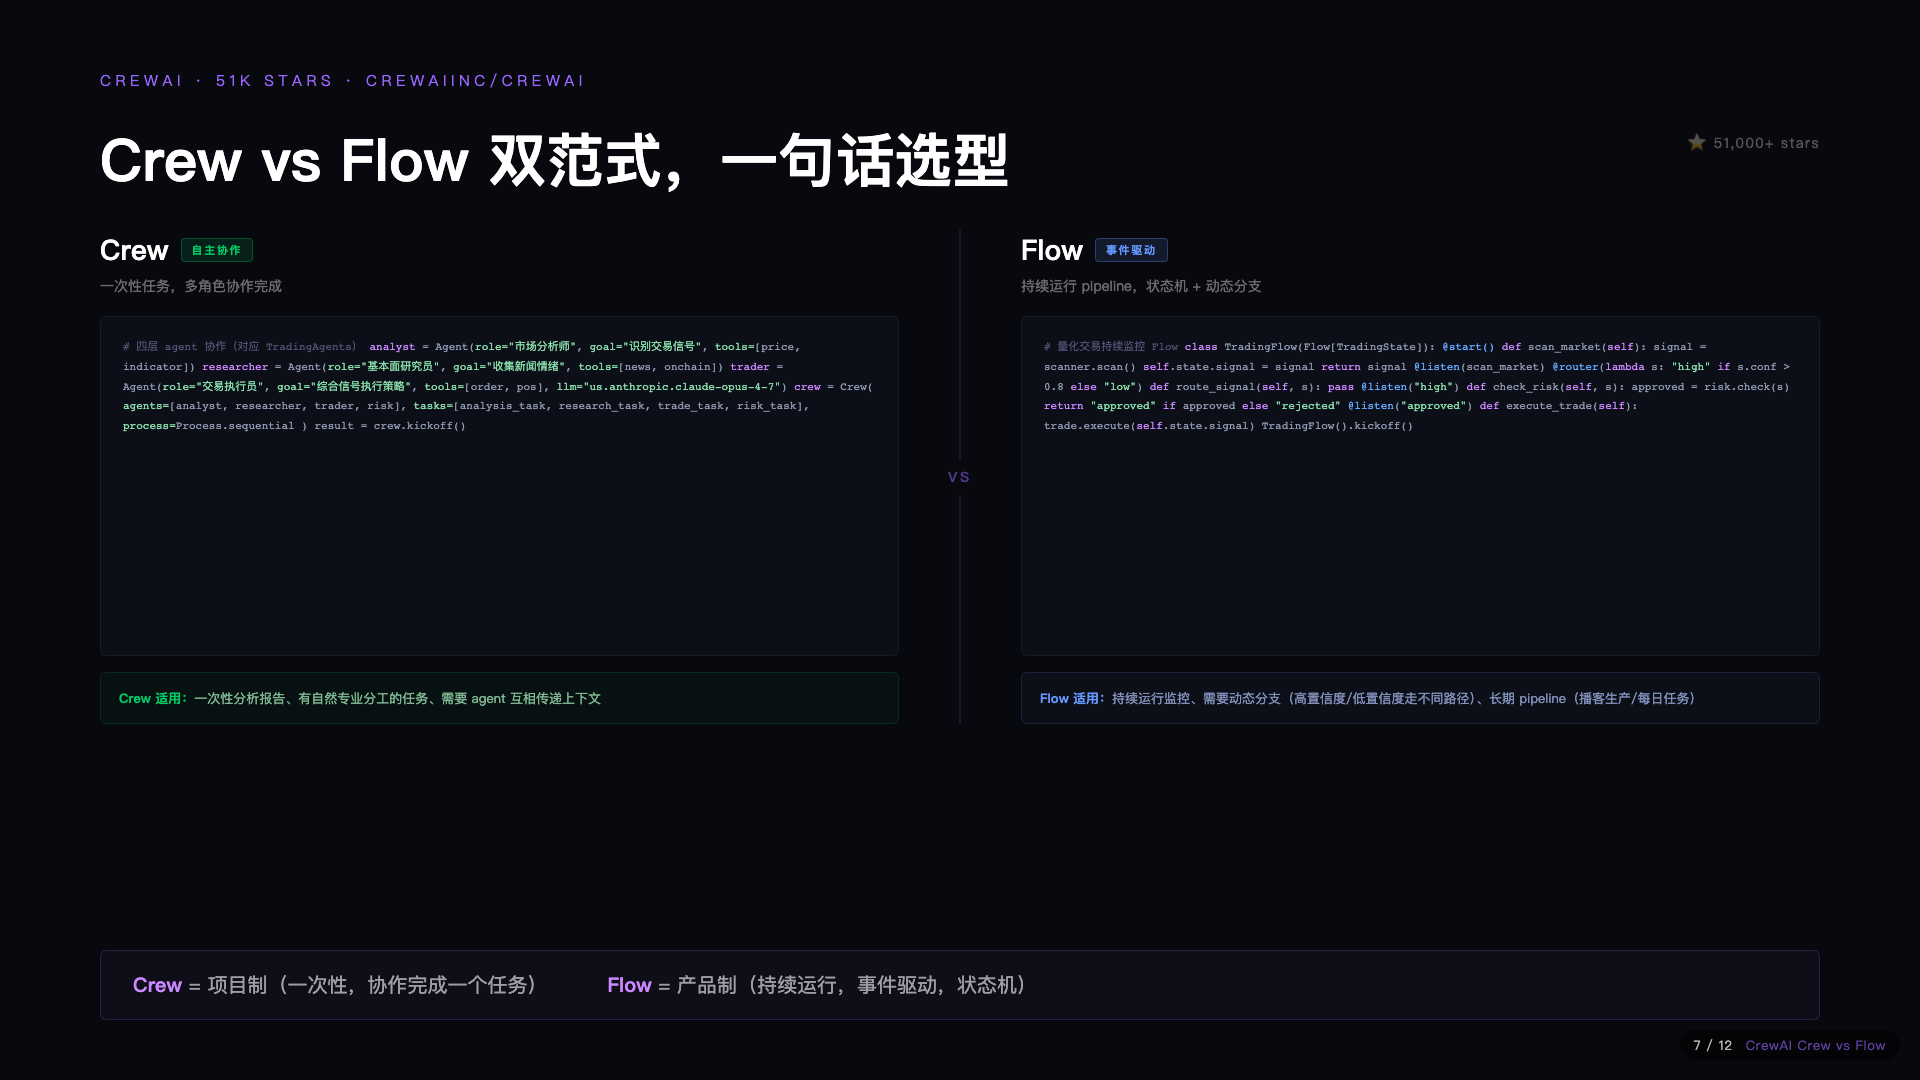 CREWAI · 51K STARS · CREWAIINC/CREWAI
Crew vs Flow 双范式，一句话选型
51,000+ stars
Crew 自主协作
一次性任务，多角色协作完成
# 四层 agent 协作（对应 TradingAgents） analyst = Agent(role="市场分析师", goal="识别交易信号", tools=[price,
indicator]) researcher = Agent(role="基本面研究员", goal="收集新闻情绪", tools=[news, onchain]) trader =
Agent(role="交易执行员", goal="综合信号执行策略", tools=[order, pos], llm="us.anthropic.claude-opus-4-7") crew = Crew(
agents=[analyst, researcher, trader, risk], tasks=[analysis_task, research_task, trade_task, risk_task],
process=Process.sequential ) result = crew.kickoff()
Crew 适用：一次性分析报告、有自然专业分工的任务、需要 agent 互相传递上下文
VS
Flow 事件驱动
持续运行 pipeline，状态机 + 动态分支
# 量化交易持续监控 Flow class TradingFlow(Flow[TradingState]): @start() def scan_market(self): signal =
scanner.scan() self.state.signal = signal return signal @listen(scan_market) @router(lambda s: "high" if s.conf >
0.8 else "low") def route_signal(self, s): pass @listen("high") def check_risk(self, s): approved = risk.check(s)
return "approved" if approved else "rejected" @listen("approved") def execute_trade(self):
trade.execute(self.state.signal) TradingFlow().kickoff()
Flow 适用：持续运行监控、需要动态分支（高置信度/低置信度走不同路径）、长期 pipeline（播客生产/每日任务）
Crew = 项目制（一次性，协作完成一个任务） Flow = 产品制（持续运行，事件驱动，状态机）
7 / 12 CrewAI Crew vs Flow